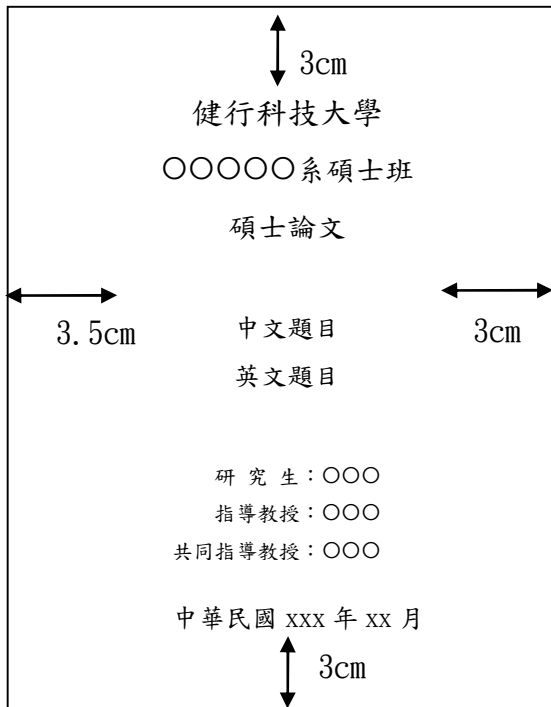 3cm
健行科技大學
○○○○○系碩士班
碩士論文
3.5cm
3cm
中文題目
英文題目
研 究 生：○○○
指導教授：○○○
共同指導教授：○○○
中華民國 xxx 年 xx 月
3cm